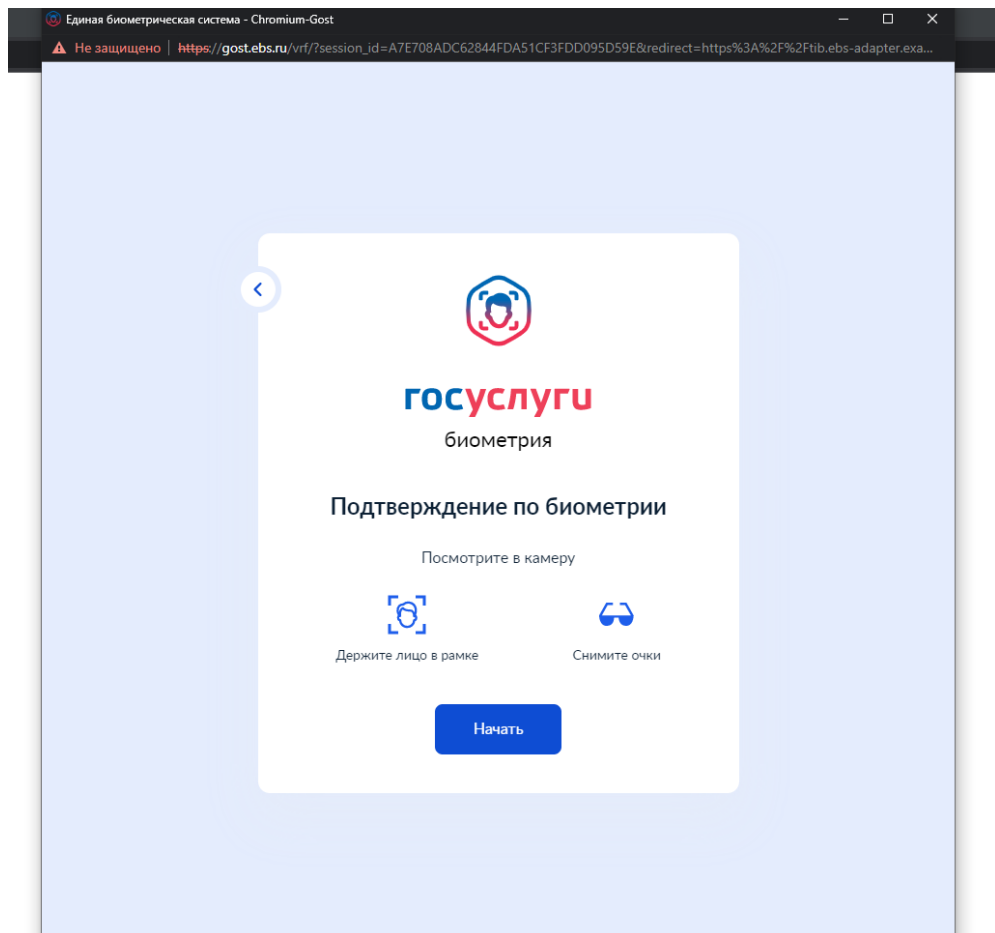 Единая биометрическая система - Chromium-Gost
Не защищено | https://gost.ebs.ru/vrf/?session_id=A7E708ADC62844FDA51CF3FDD095D59E&redirect=https%3A%2F%2Ftib.ebs-adapter.exa...
госуслуги
биометрия
Подтверждение по биометрии
Посмотрите в камеру
Держите лицо в рамке
Снимите очки
Начать